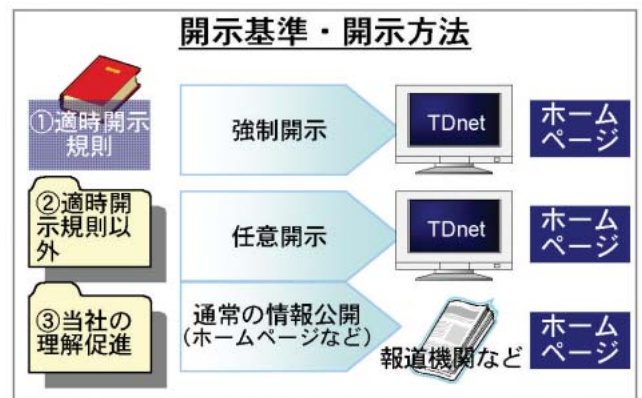 開示基準・開示方法
①適時開示
規則
強制開示
TDnet
ホーム
ページ
②適時開
示規則以
外
任意開示
TDnet
ホーム
ページ
③当社の
理解促進
通常の情報公開
(ホームページなど)
報道機関など
ホーム
ページ